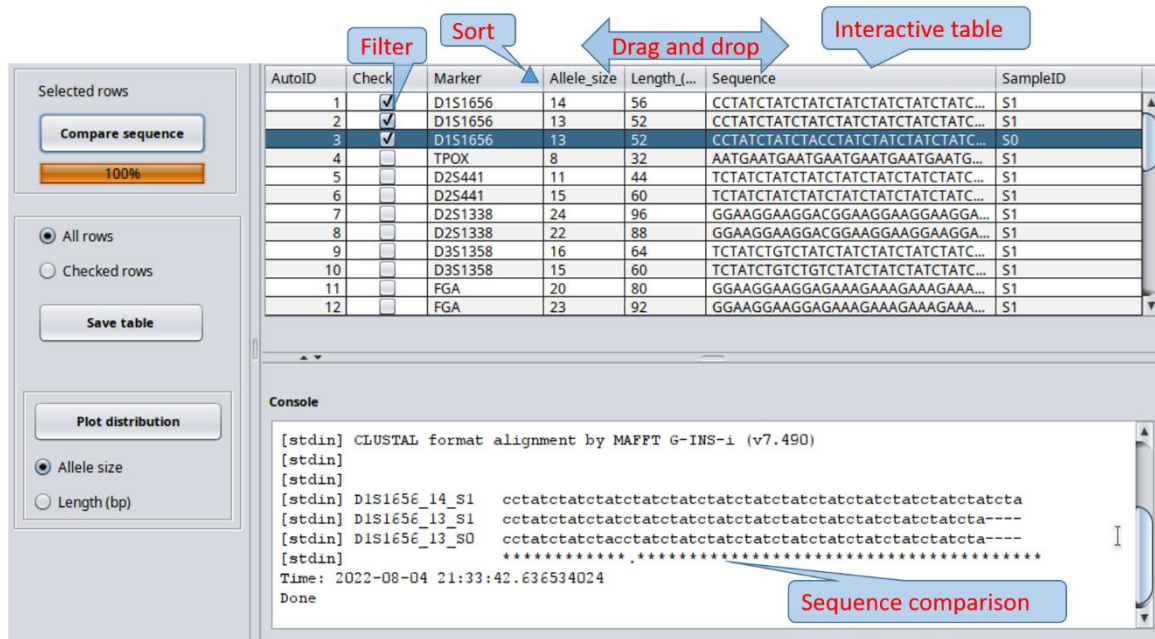 Filter
Sort
Drag and drop
Interactive table
Selected rows
Compare sequence
100%
All rows
Checked rows
Save table
Plot distribution
Allele size
Length (bp)
AutoID Check Marker Allele_size Length_(... Sequence SampleID
1 D1S1656 14 56 CCTATCTATCTATCTATCTATCTATCTATC... S1
2 D1S1656 13 52 CCTATCTATCTATCTATCTATCTATCTATC... S1
3 D1S1656 13 52 CCTATCTATCTACCTATCTATCTATCTATC... S0
4 TPOX 8 32 AATGAATGAATGAATGAATGAATGAATG... S1
5 D2S441 11 44 TCTATCTATCTATCTATCTATCTATCTATC... S1
6 D2S441 15 60 TCTATCTATCTATCTATCTATCTATCTATC... S1
7 D2S1338 24 96 GGAAGGAAGGACGGAAGGAAGGAAGGA... S1
8 D2S1338 22 88 GGAAGGAAGGACGGAAGGAAGGAAGGA... S1
9 D3S1358 16 64 TCTATCTGTCTATCTATCTATCTATCTATC... S1
10 D3S1358 15 60 TCTATCTGTCTGTCTATCTATCTATCTATC... S1
11 FGA 20 80 GGAAGGAAGGAGAAAGAAAGAAAGAAA... S1
12 FGA 23 92 GGAAGGAAGGAGAAAGAAAGAAAGAAA... S1
Console
[stdin] CLUSTAL format alignment by MAFFT G-INS-i (v7.490)
[stdin]
[stdin]
[stdin] D1S1656_14_S1 cctatctatctatctatctatctatctatctatctatctatctatctatctatcta
[stdin] D1S1656_13_S1 cctatctatctatctatctatctatctatctatctatctatctatctatcta----
[stdin] D1S1656_13_S0 cctatctatctacctatctatctatctatctatctatctatctatctatcta----
[stdin] ************.***************************************
Time: 2022-08-04 21:33:42.636534024
Done
Sequence comparison